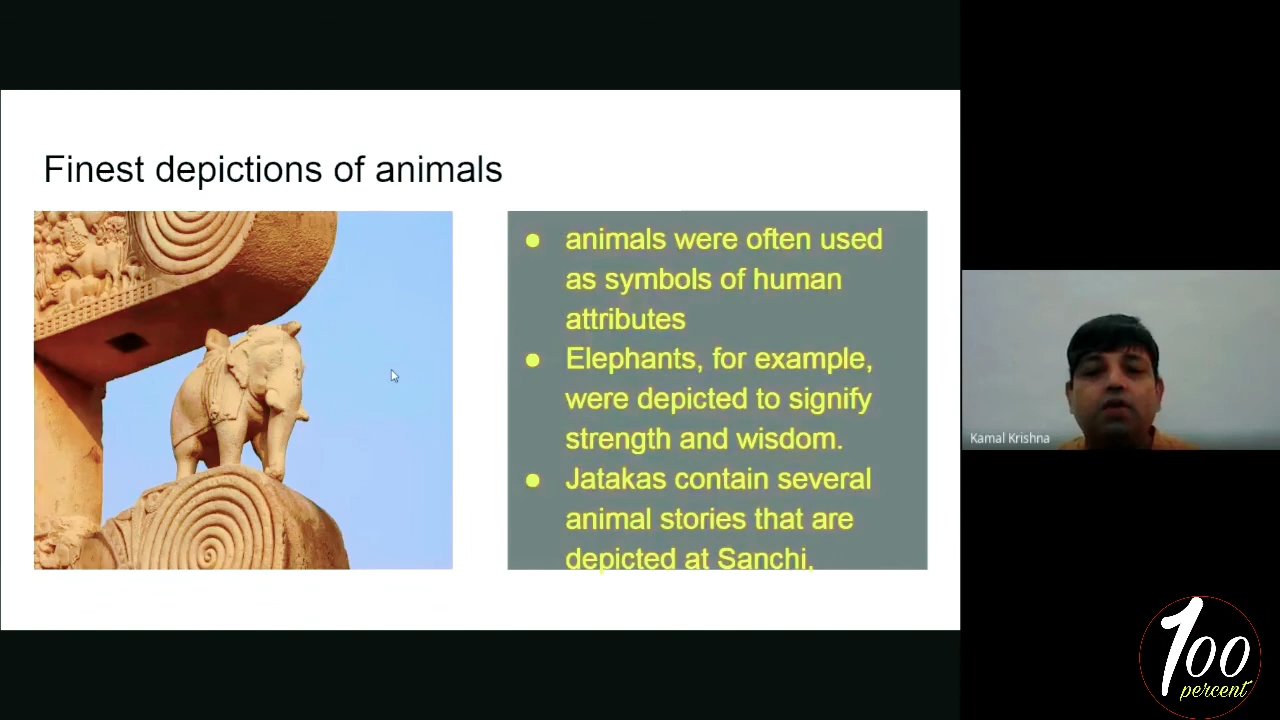 Finest depictions of animals
● animals were often used
as symbols of human
attributes
● Elephants, for example,
were depicted to signify
strength and wisdom.
● Jatakas contain several
animal stories that are
depicted at Sanchi.
Kamal Krishna
100
percent